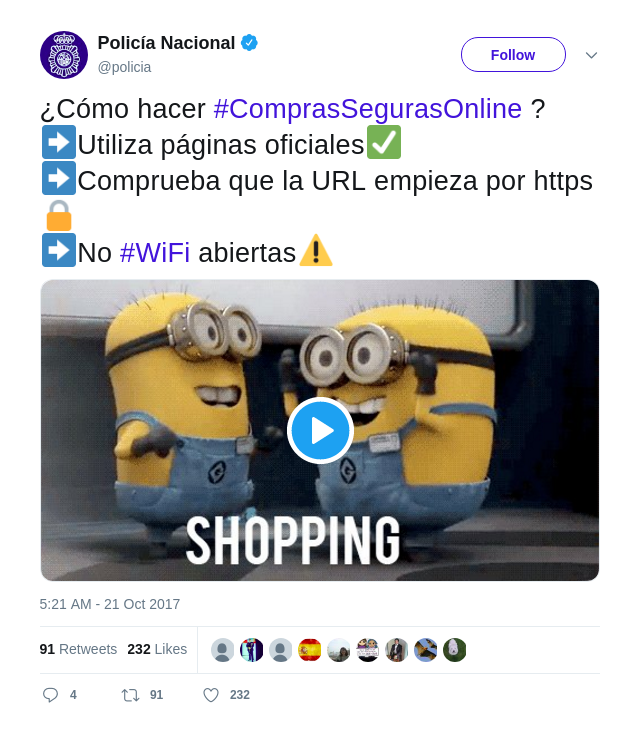 Policía Nacional
@policia
Follow
¿Cómo hacer #ComprasSegurasOnline ?
➡Utiliza páginas oficiales✅
➡Comprueba que la URL empieza por https
🔒
➡No #WiFi abiertas⚠
SHOPPING
5:21 AM - 21 Oct 2017
91 Retweets 232 Likes
4 91 232